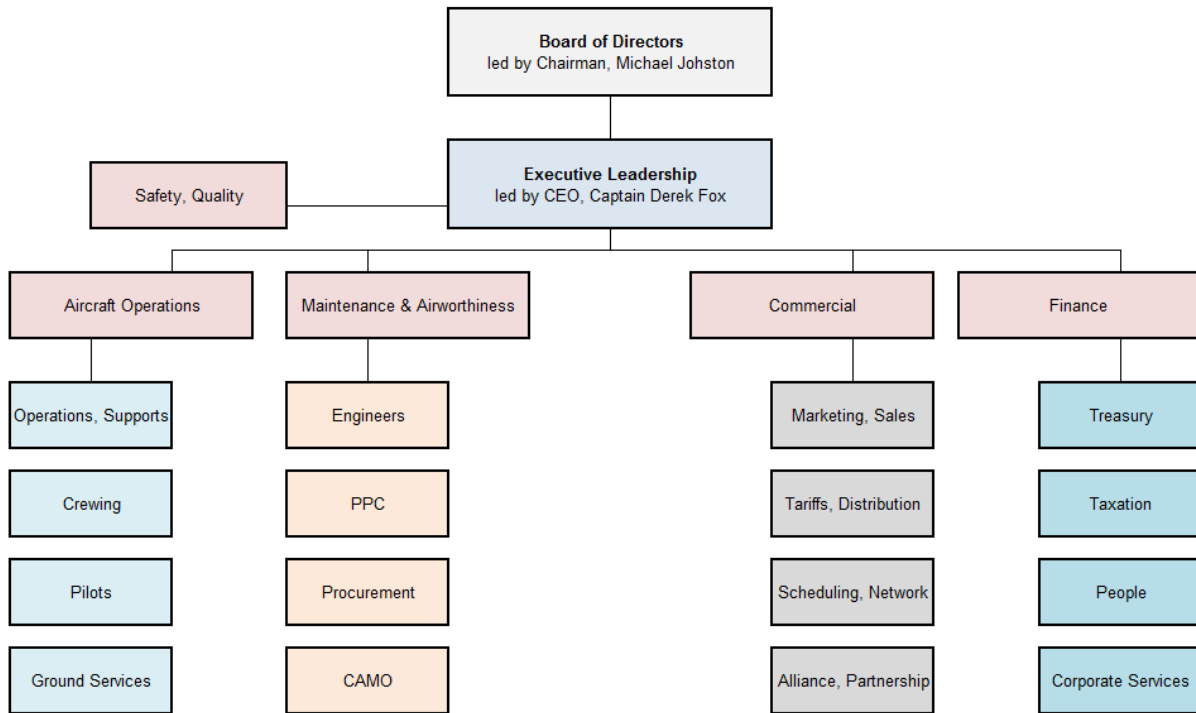 Board of Directors
led by Chairman, Michael Johston
Executive Leadership
led by CEO, Captain Derek Fox
Safety, Quality
Aircraft Operations
Maintenance & Airworthiness
Commercial
Finance
Operations, Supports
Engineers
Marketing, Sales
Treasury
Crewing
PPC
Tariffs, Distribution
Taxation
Pilots
Procurement
Scheduling, Network
People
Ground Services
CAMO
Alliance, Partnership
Corporate Services